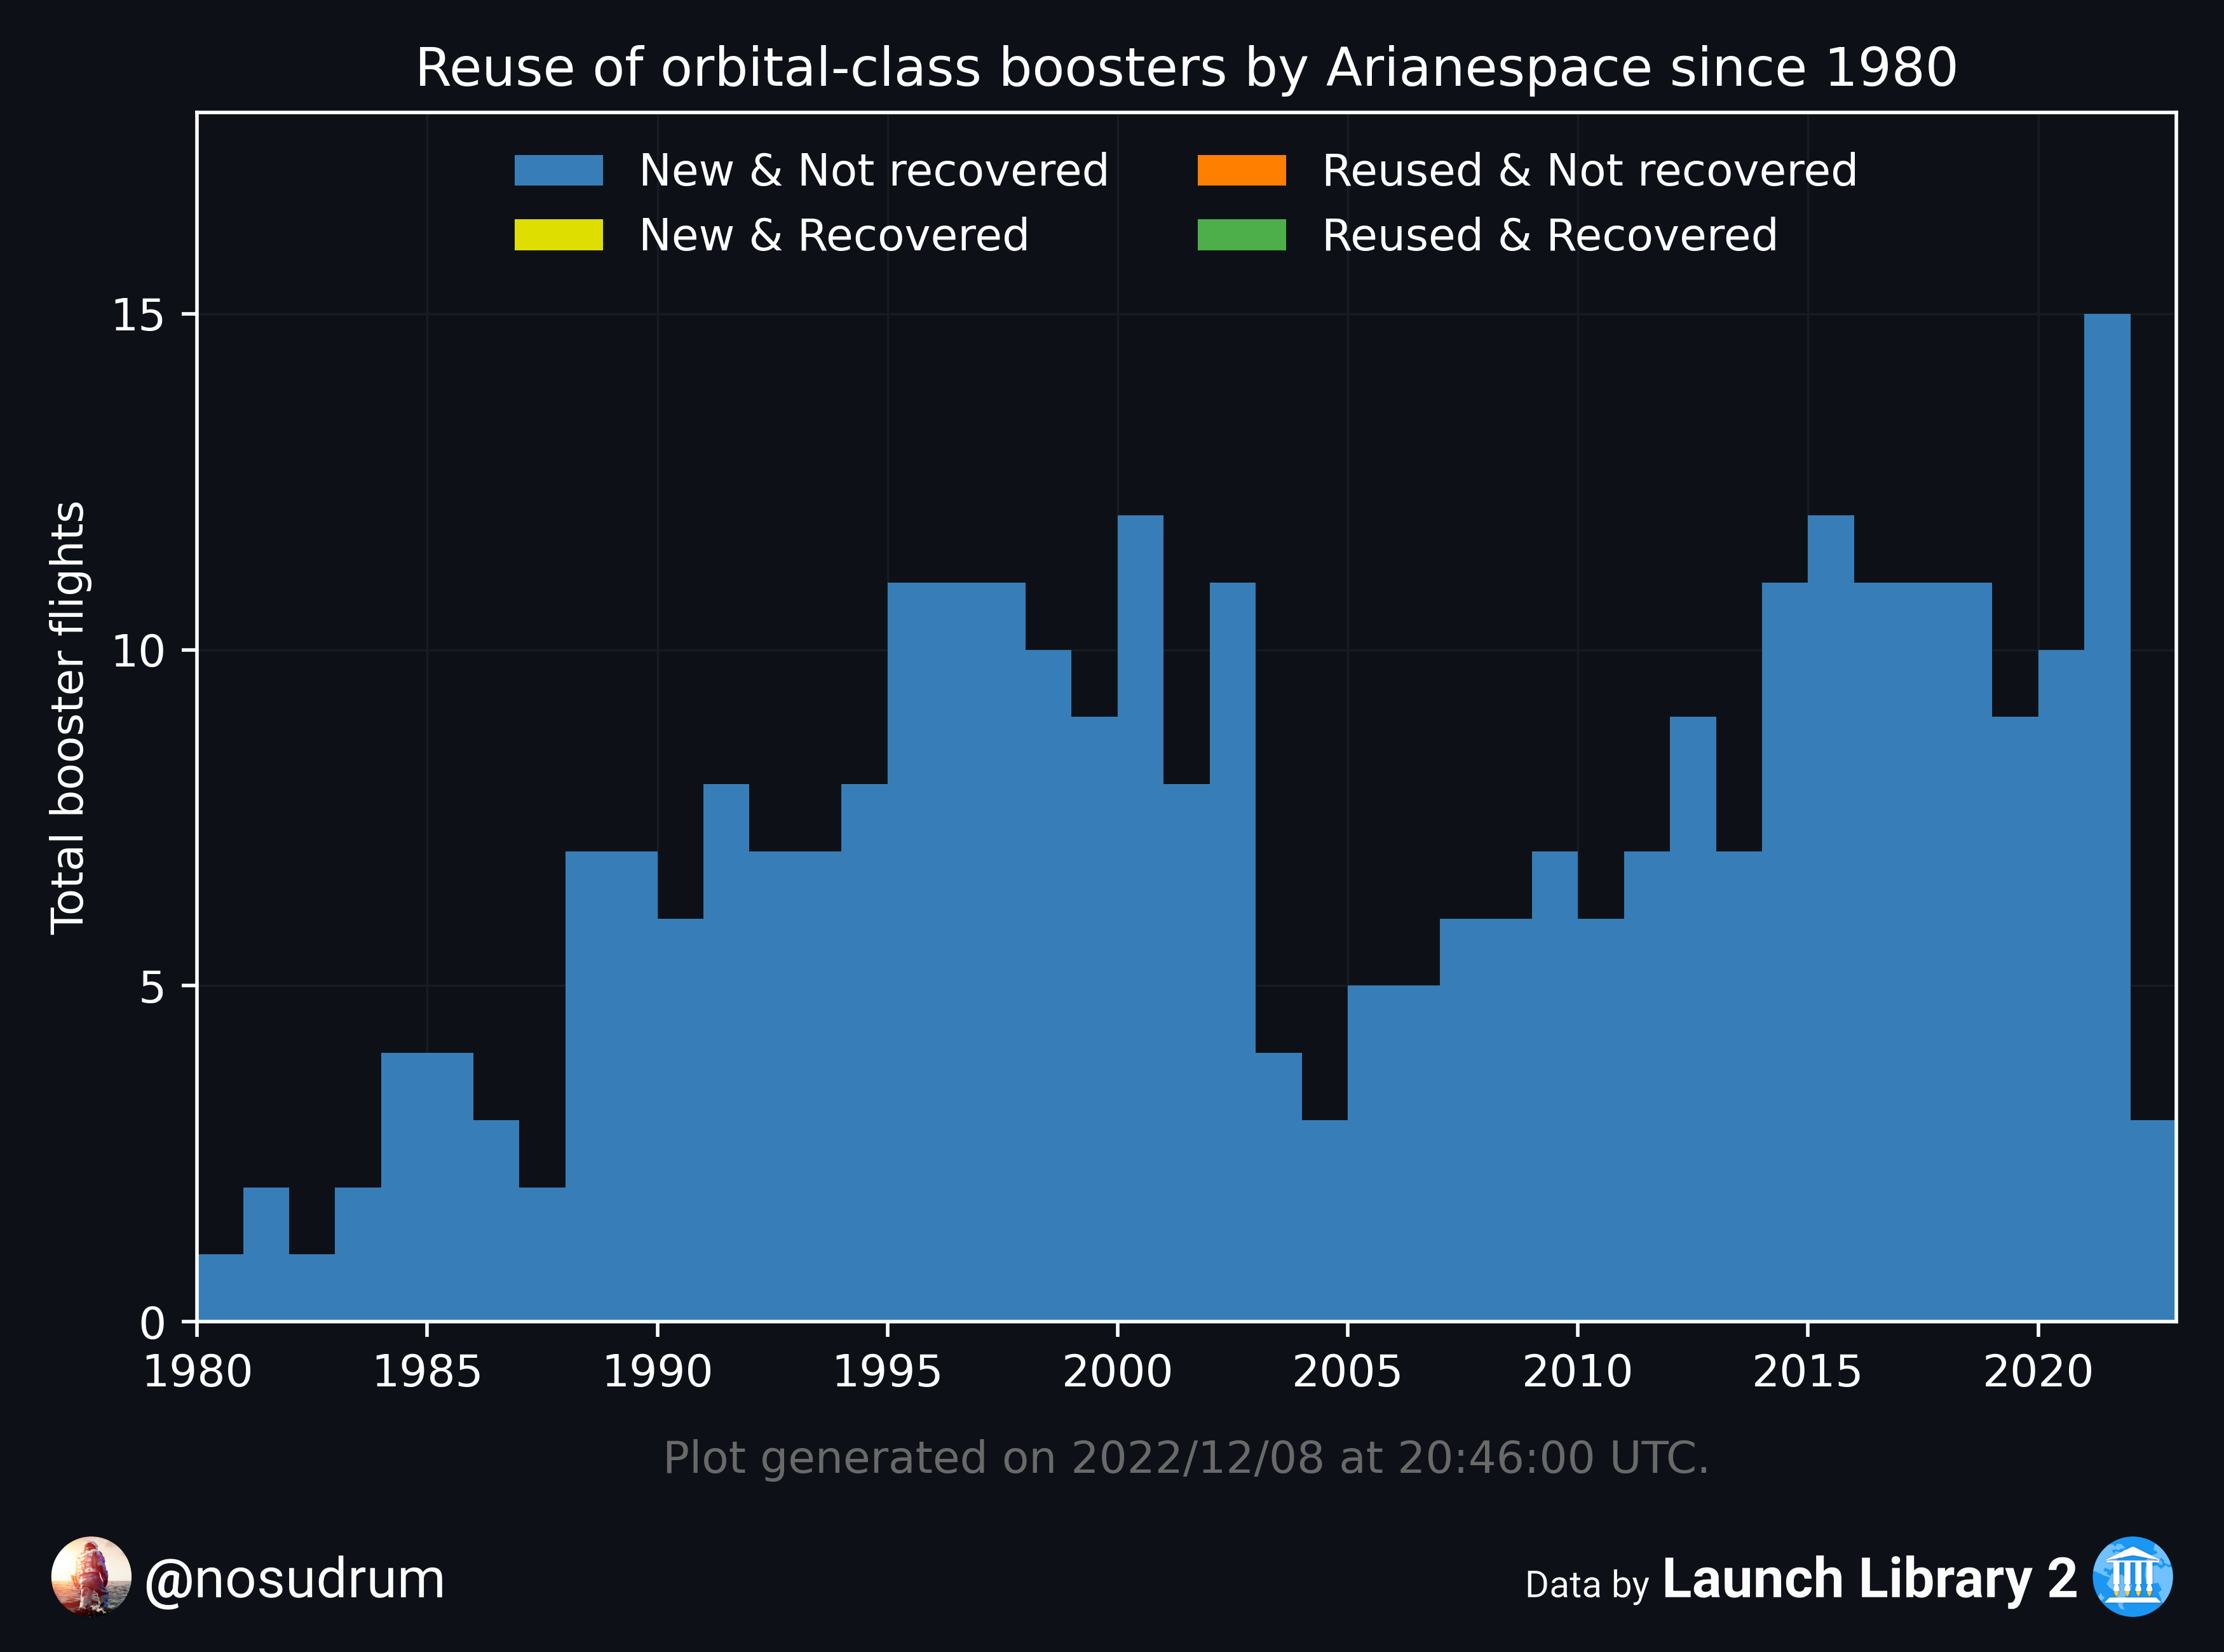 Reuse of orbital-class boosters by Arianespace since 1980
New & Not recovered
Reused & Not recovered
New & Recovered
Reused & Recovered
Total booster flights
15
10
5
0
1980 1985 1990 1995 2000 2005 2010 2015 2020
Plot generated on 2022/12/08 at 20:46:00 UTC.
@nosudrum
Data by Launch Library 2